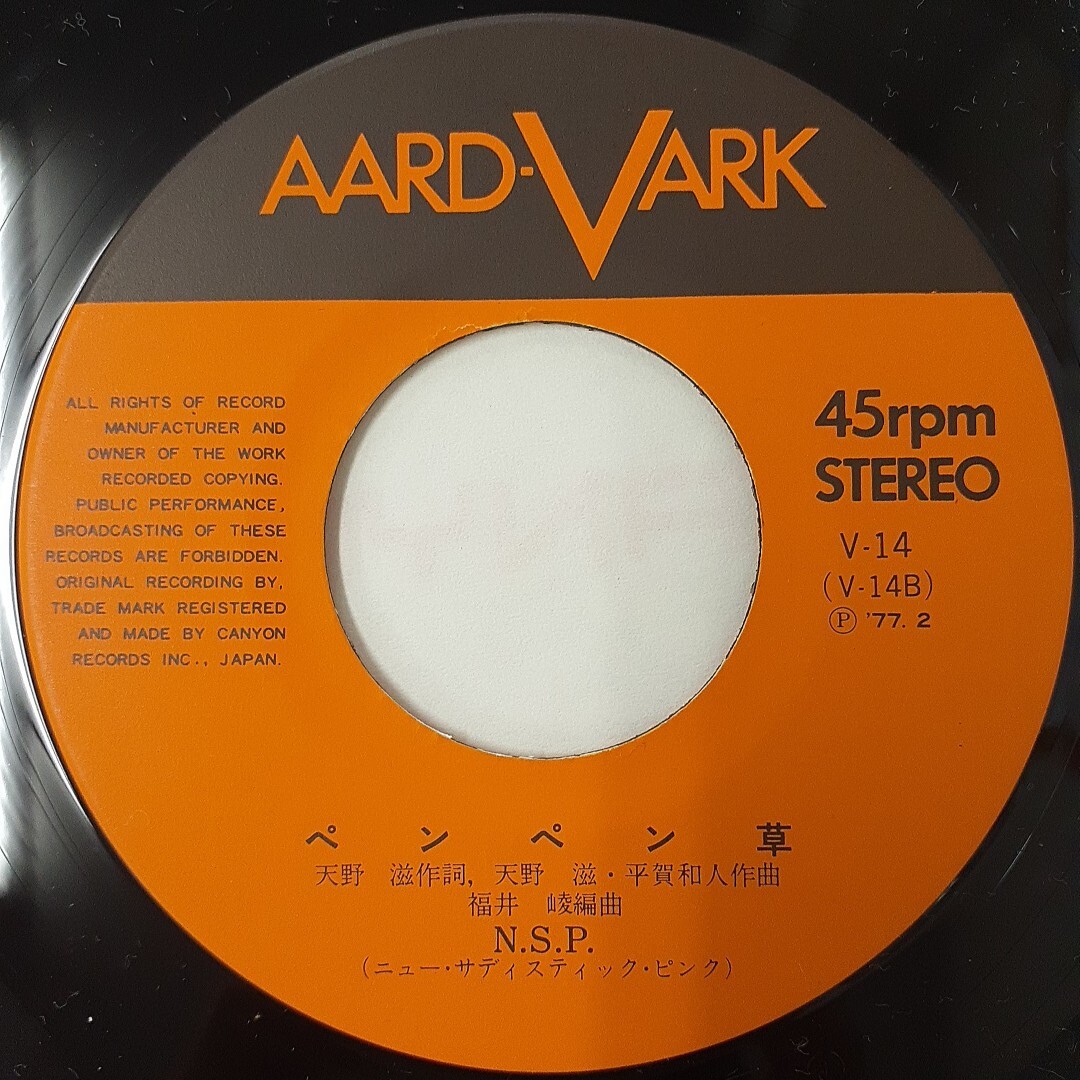 AARD-VARK
ALL RIGHTS OF RECORD
MANUFACTURER AND
OWNER OF THE WORK
RECORDED COPYING.
PUBLIC PERFORMANCE,
BROADCASTING OF THESE
RECORDS ARE FORBIDDEN.
ORIGINAL RECORDING BY,
TRADE MARK REGISTERED
AND MADE BY CANYON
RECORDS INC., JAPAN.
45rpm
STEREO
V-14
(V-14B)
Ⓟ '77. 2
ペンペン草
天野 滋作詞, 天野 滋・平賀和人作曲
福井 崚編曲
N.S.P.
(ニュー・サディスティック・ピンク)